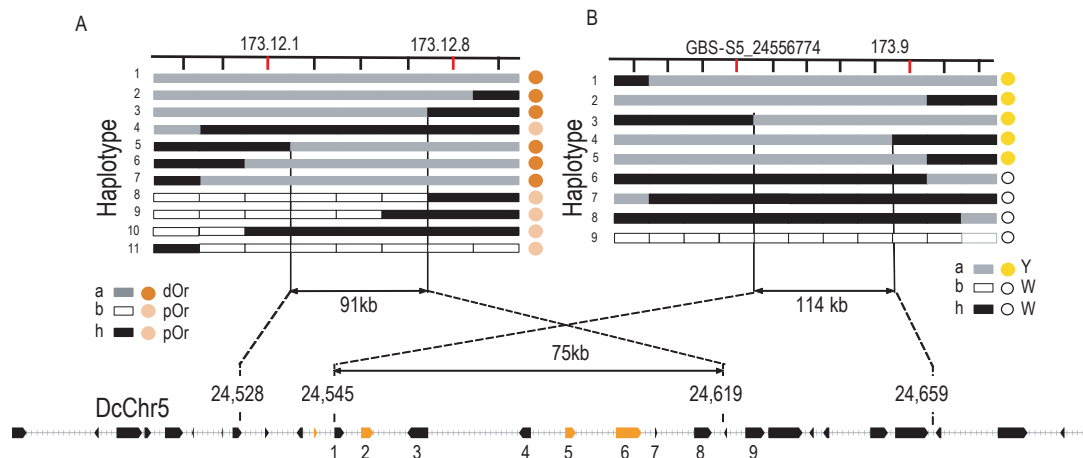 A
173.12.1
173.12.8
Haplotype
1
2
3
4
5
6
7
8
9
10
11
a dOr
b pOr
h pOr
91kb
B
GBS-S5_24556774
173.9
Haplotype
1
2
3
4
5
6
7
8
9
a Y
b W
h W
114 kb
75kb
24,528
24,545
24,619
24,659
DcChr5
1 2 3 4 5 6 7 8 9